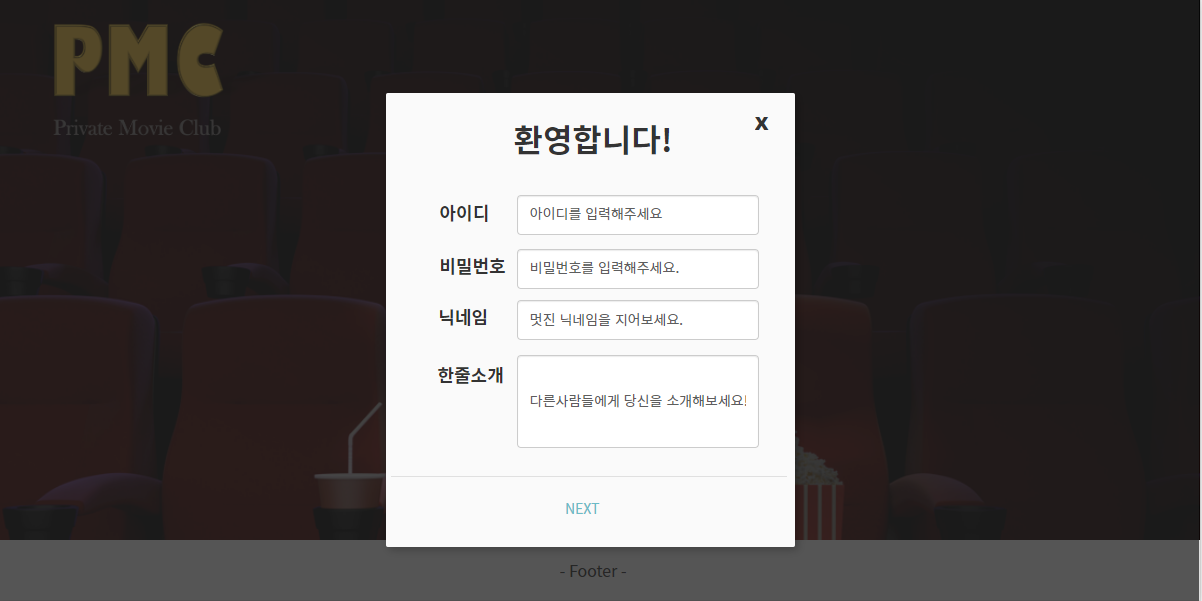 PMC
Private Movie Club
x
환영합니다!
아이디
아이디를 입력해주세요
비밀번호
비밀번호를 입력해주세요.
닉네임
멋진 닉네임을 지어보세요.
한줄소개
다른사람들에게 당신을 소개해보세요!
NEXT
- Footer -